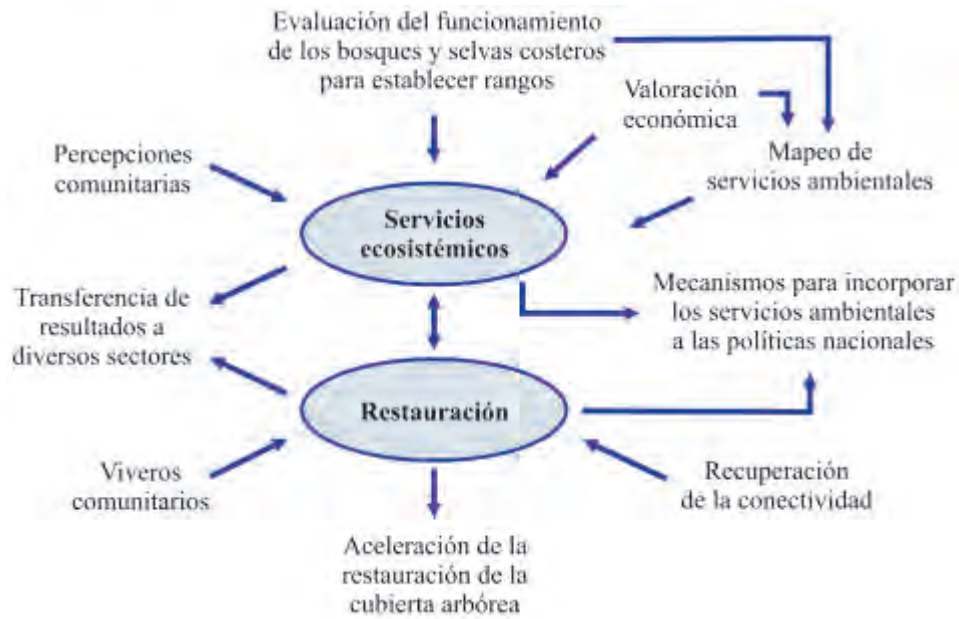 Evaluación del funcionamiento
de los bosques y selvas costeros
para establecer rangos
Valoración
económica
Percepciones
comunitarias
Mapeo de
servicios ambientales
Servicios
ecosistémicos
Transferencia de
resultados a
diversos sectores
Mecanismos para incorporar
los servicios ambientales
a las políticas nacionales
Restauración
Viveros
comunitarios
Recuperación
de la conectividad
Aceleración de la
restauración de la
cubierta arbórea